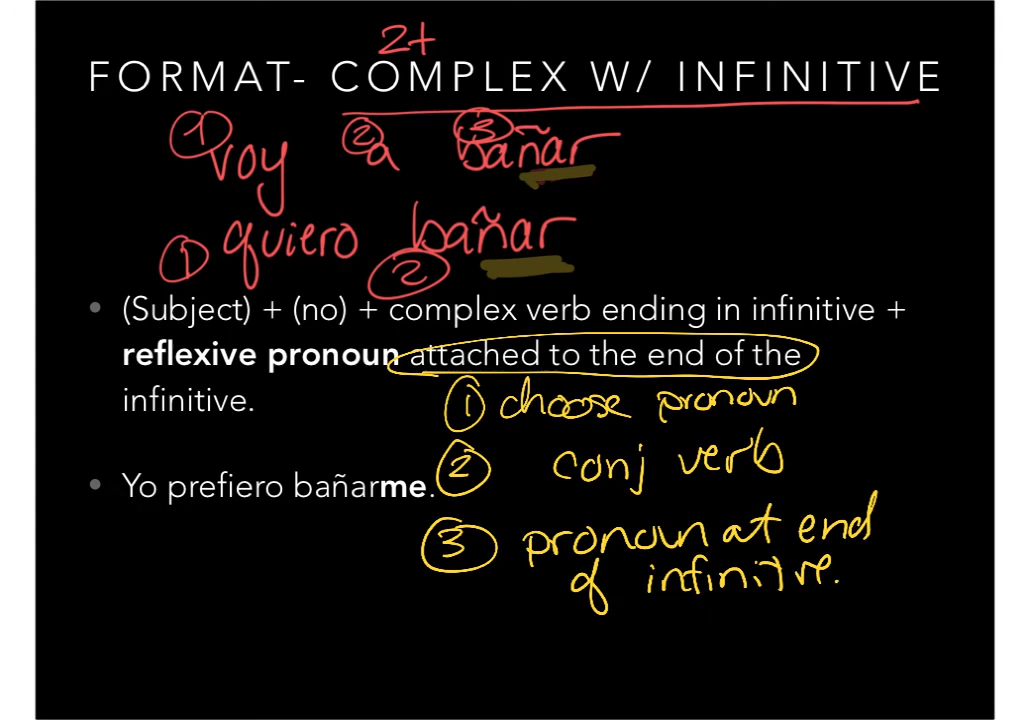 2+
FORMAT- COMPLEX W/ INFINITIVE
① voy ② a ③ bañar
① quiero bañar
②
• (Subject) + (no) + complex verb ending in infinitive +
reflexive pronoun attached to the end of the
infinitive.
① choose pronoun
② conj verb
• Yo prefiero bañarme.
③ pronoun at end
of infinitive.